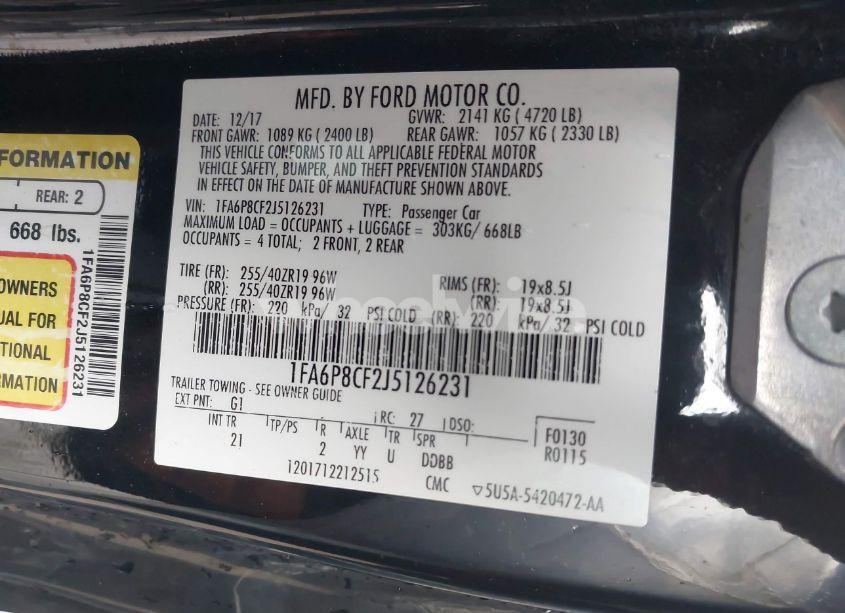 FORMATION
REAR: 2
668 lbs.
OWNERS
UAL FOR
TIONAL
RMATION
1FA6P8CF2J5126231
MFD. BY FORD MOTOR CO.
DATE: 12/17 GVWR: 2141 KG ( 4720 LB)
FRONT GAWR: 1089 KG ( 2400 LB) REAR GAWR: 1057 KG ( 2330 LB)
THIS VEHICLE CONFORMS TO ALL APPLICABLE FEDERAL MOTOR
VEHICLE SAFETY, BUMPER, AND THEFT PREVENTION STANDARDS
IN EFFECT ON THE DATE OF MANUFACTURE SHOWN ABOVE.
VIN: 1FA6P8CF2J5126231 TYPE: Passenger Car
MAXIMUM LOAD = OCCUPANTS + LUGGAGE = 303KG/ 668LB
OCCUPANTS = 4 TOTAL; 2 FRONT, 2 REAR
TIRE (FR): 255/40ZR19 96W RIMS (FR): 19x8.5J
(RR): 255/40ZR19 96W (RR): 19x8.5J
PRESSURE (FR): 220 kPa/ 32 PSI COLD (RR): 220 kPa/ 32 PSI COLD
1FA6P8CF2J5126231
TRAILER TOWING - SEE OWNER GUIDE
EXT PNT: G1 RC: 27 DSO: F0130
R0115
INT TR TP/PS R AXLE TR SPR
21 2 YY U DDBB
1201712212515 CMC ▽5U5A-5420472-AA